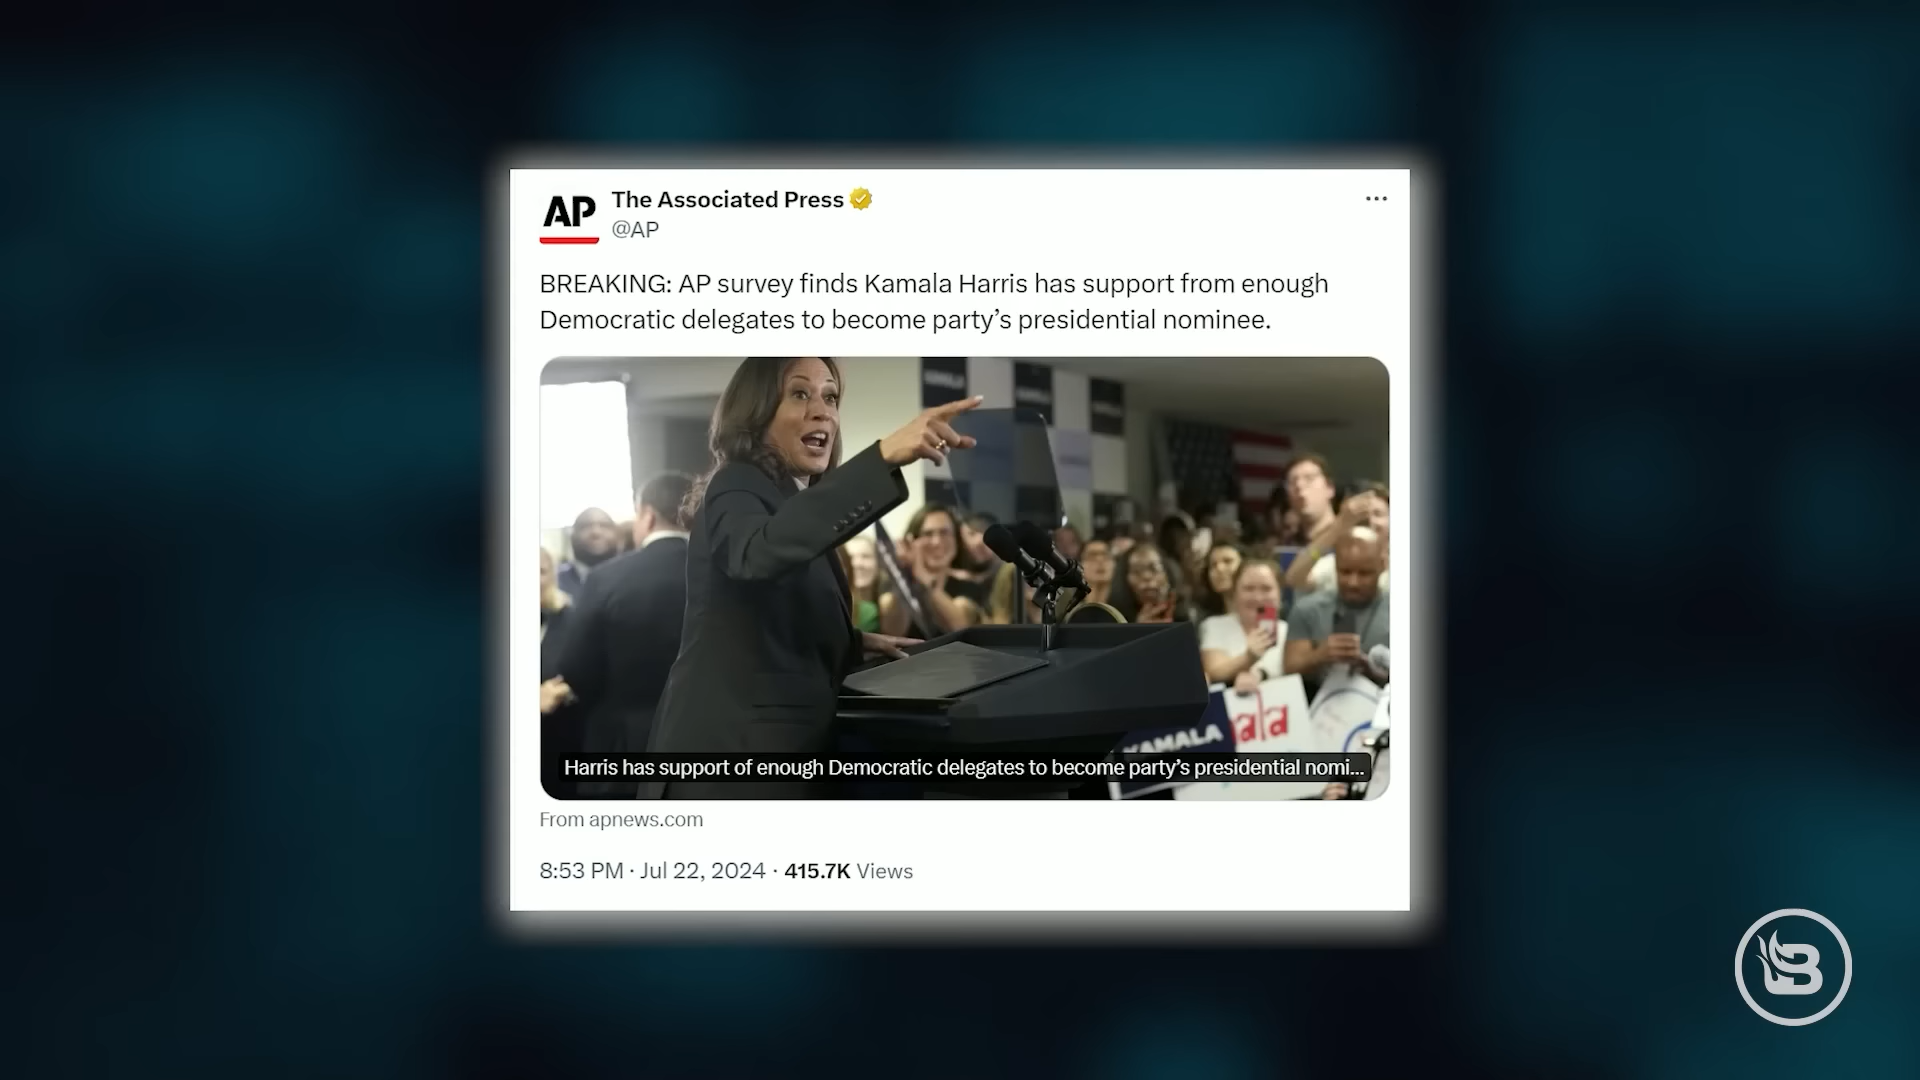 AP
The Associated Press
@AP
BREAKING: AP survey finds Kamala Harris has support from enough
Democratic delegates to become party’s presidential nominee.
KAMALA
ala
Harris has support of enough Democratic delegates to become party’s presidential nomi...
From apnews.com
8:53 PM · Jul 22, 2024 · 415.7K Views
B